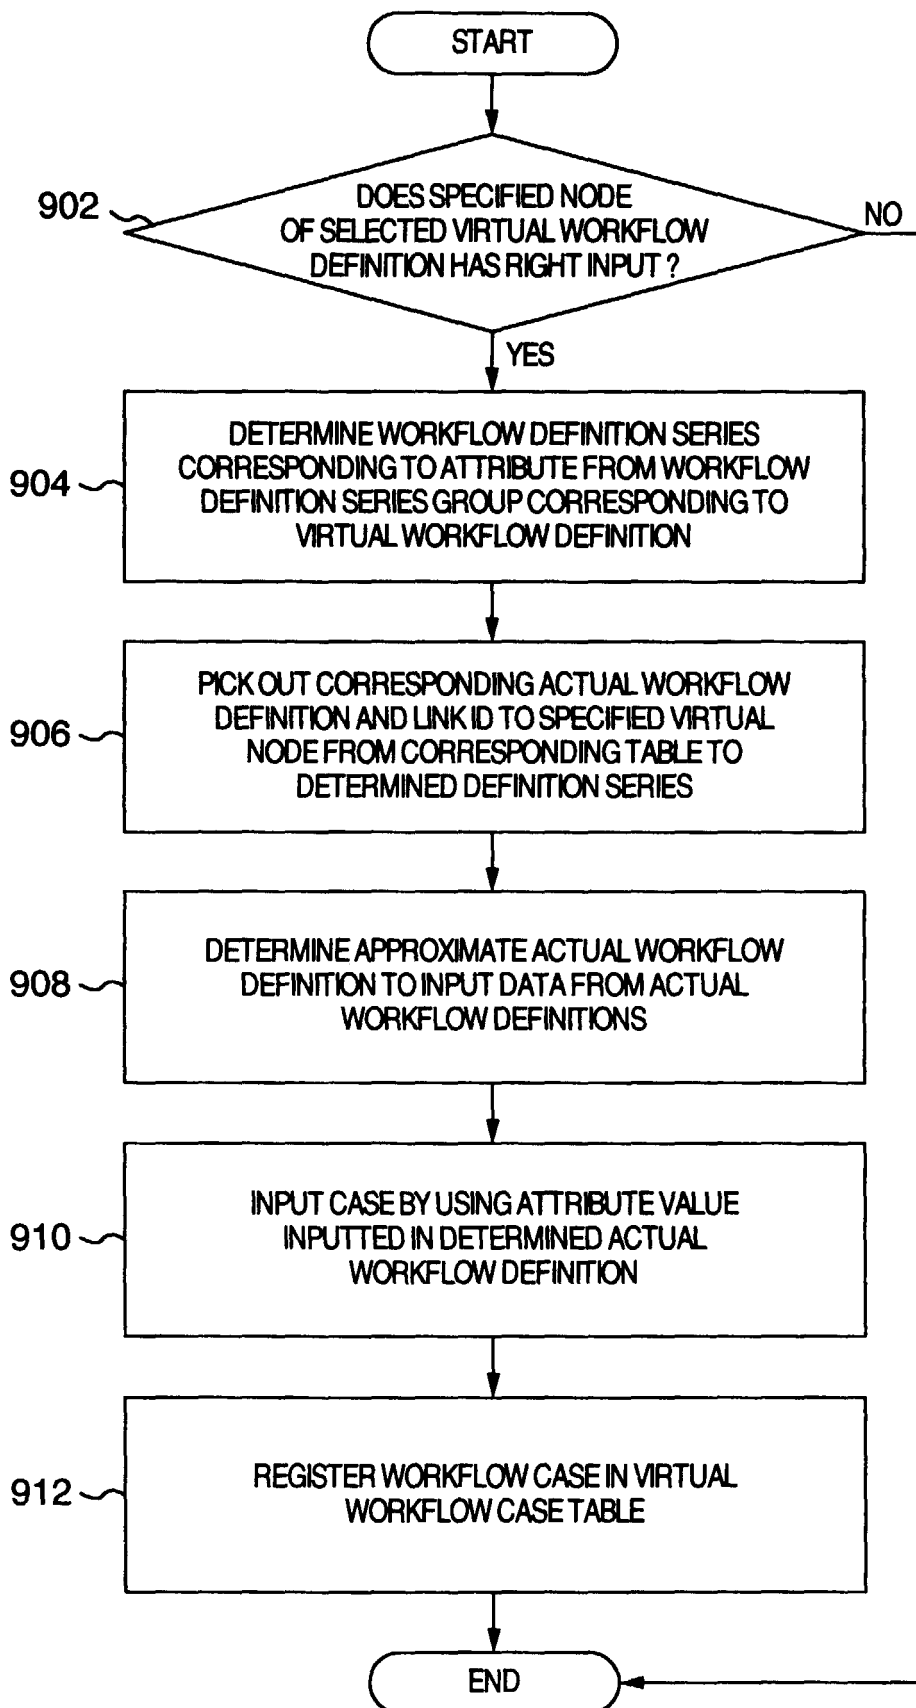 START
DOES SPECIFIED NODE
OF SELECTED VIRTUAL WORKFLOW
DEFINITION HAS RIGHT INPUT ?
902
NO
YES
DETERMINE WORKFLOW DEFINITION SERIES
CORRESPONDING TO ATTRIBUTE FROM WORKFLOW
DEFINITION SERIES GROUP CORRESPONDING TO
VIRTUAL WORKFLOW DEFINITION
904
PICK OUT CORRESPONDING ACTUAL WORKFLOW
DEFINITION AND LINK ID TO SPECIFIED VIRTUAL
NODE FROM CORRESPONDING TABLE TO
DETERMINED DEFINITION SERIES
906
DETERMINE APPROXIMATE ACTUAL WORKFLOW
DEFINITION TO INPUT DATA FROM ACTUAL
WORKFLOW DEFINITIONS
908
INPUT CASE BY USING ATTRIBUTE VALUE
INPUTTED IN DETERMINED ACTUAL
WORKFLOW DEFINITION
910
REGISTER WORKFLOW CASE IN VIRTUAL
WORKFLOW CASE TABLE
912
END